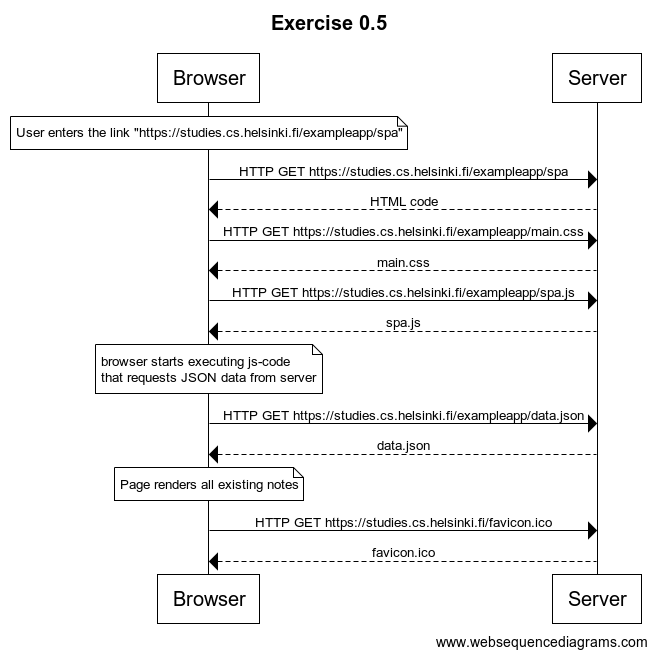 Exercise 0.5
Browser
Server
User enters the link "https://studies.cs.helsinki.fi/exampleapp/spa"
HTTP GET https://studies.cs.helsinki.fi/exampleapp/spa
HTML code
HTTP GET https://studies.cs.helsinki.fi/exampleapp/main.css
main.css
HTTP GET https://studies.cs.helsinki.fi/exampleapp/spa.js
spa.js
browser starts executing js-code
that requests JSON data from server
HTTP GET https://studies.cs.helsinki.fi/exampleapp/data.json
data.json
Page renders all existing notes
HTTP GET https://studies.cs.helsinki.fi/favicon.ico
favicon.ico
Browser
Server
www.websequencediagrams.com